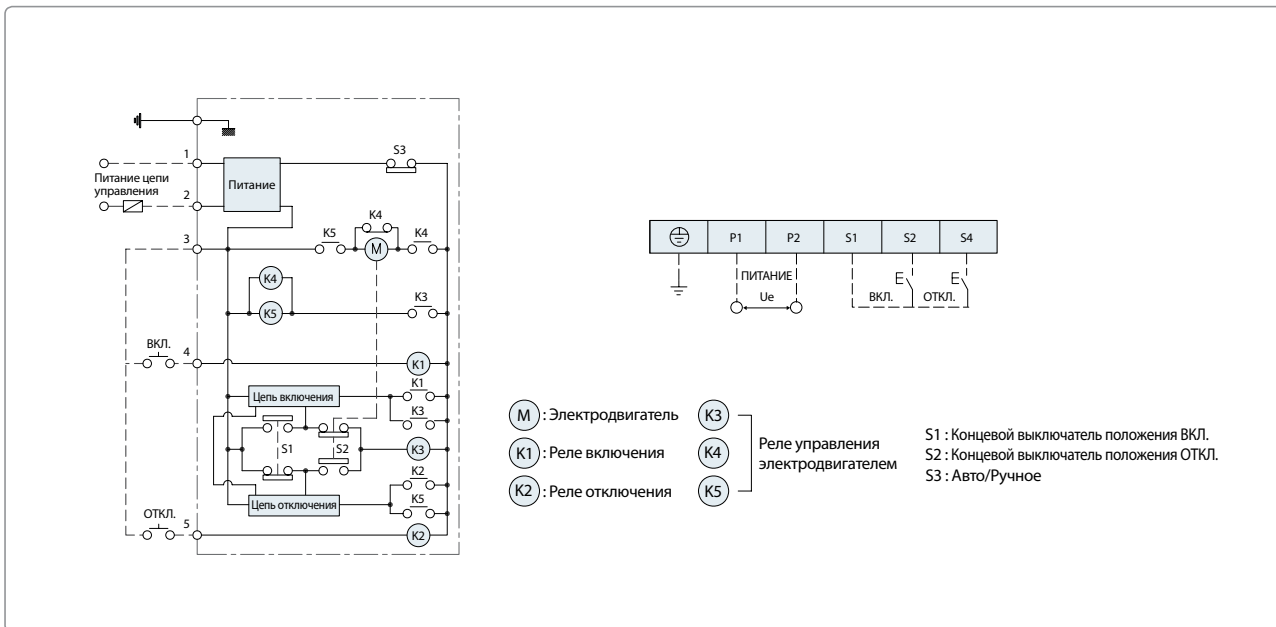 1
S3
Питание цепи
управления
Питание
2
K4
3
K5
M
K4
K4
K5
K3
ВКЛ.
4
K1
K1
Цепь включения
K3
S1
S2
K3
K2
Цепь отключения
K5
ОТКЛ.
5
K2
P1
P2
S1
S2
S4
ПИТАНИЕ
Ue
ВКЛ.
ОТКЛ.
M : Электродвигатель
K1 : Реле включения
K2 : Реле отключения
K3
K4
K5
Реле управления
электродвигателем
S1 : Концевой выключатель положения ВКЛ.
S2 : Концевой выключатель положения ОТКЛ.
S3 : Авто/Ручное